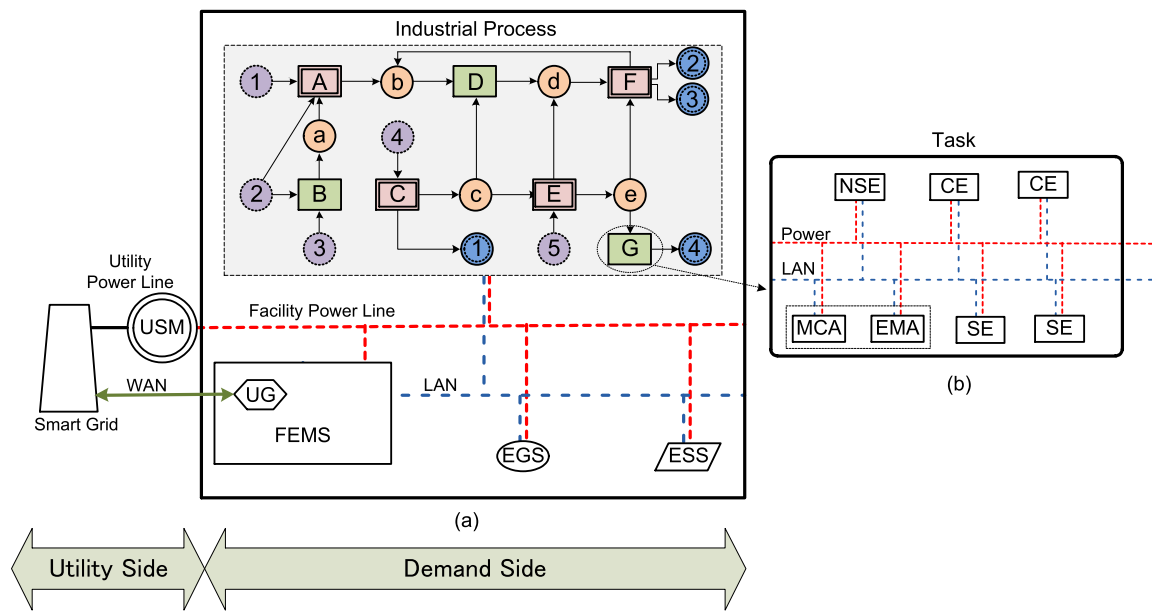 Industrial Process
1
A
b
D
d
F
2
3
a
4
2
B
C
c
E
e
3
1
5
G
4
Utility
Power Line
USM
Facility Power Line
WAN
UG
FEMS
LAN
EGS
ESS
Smart Grid
(a)
Task
NSE
CE
CE
Power
LAN
MCA
EMA
SE
SE
(b)
Utility Side
Demand Side